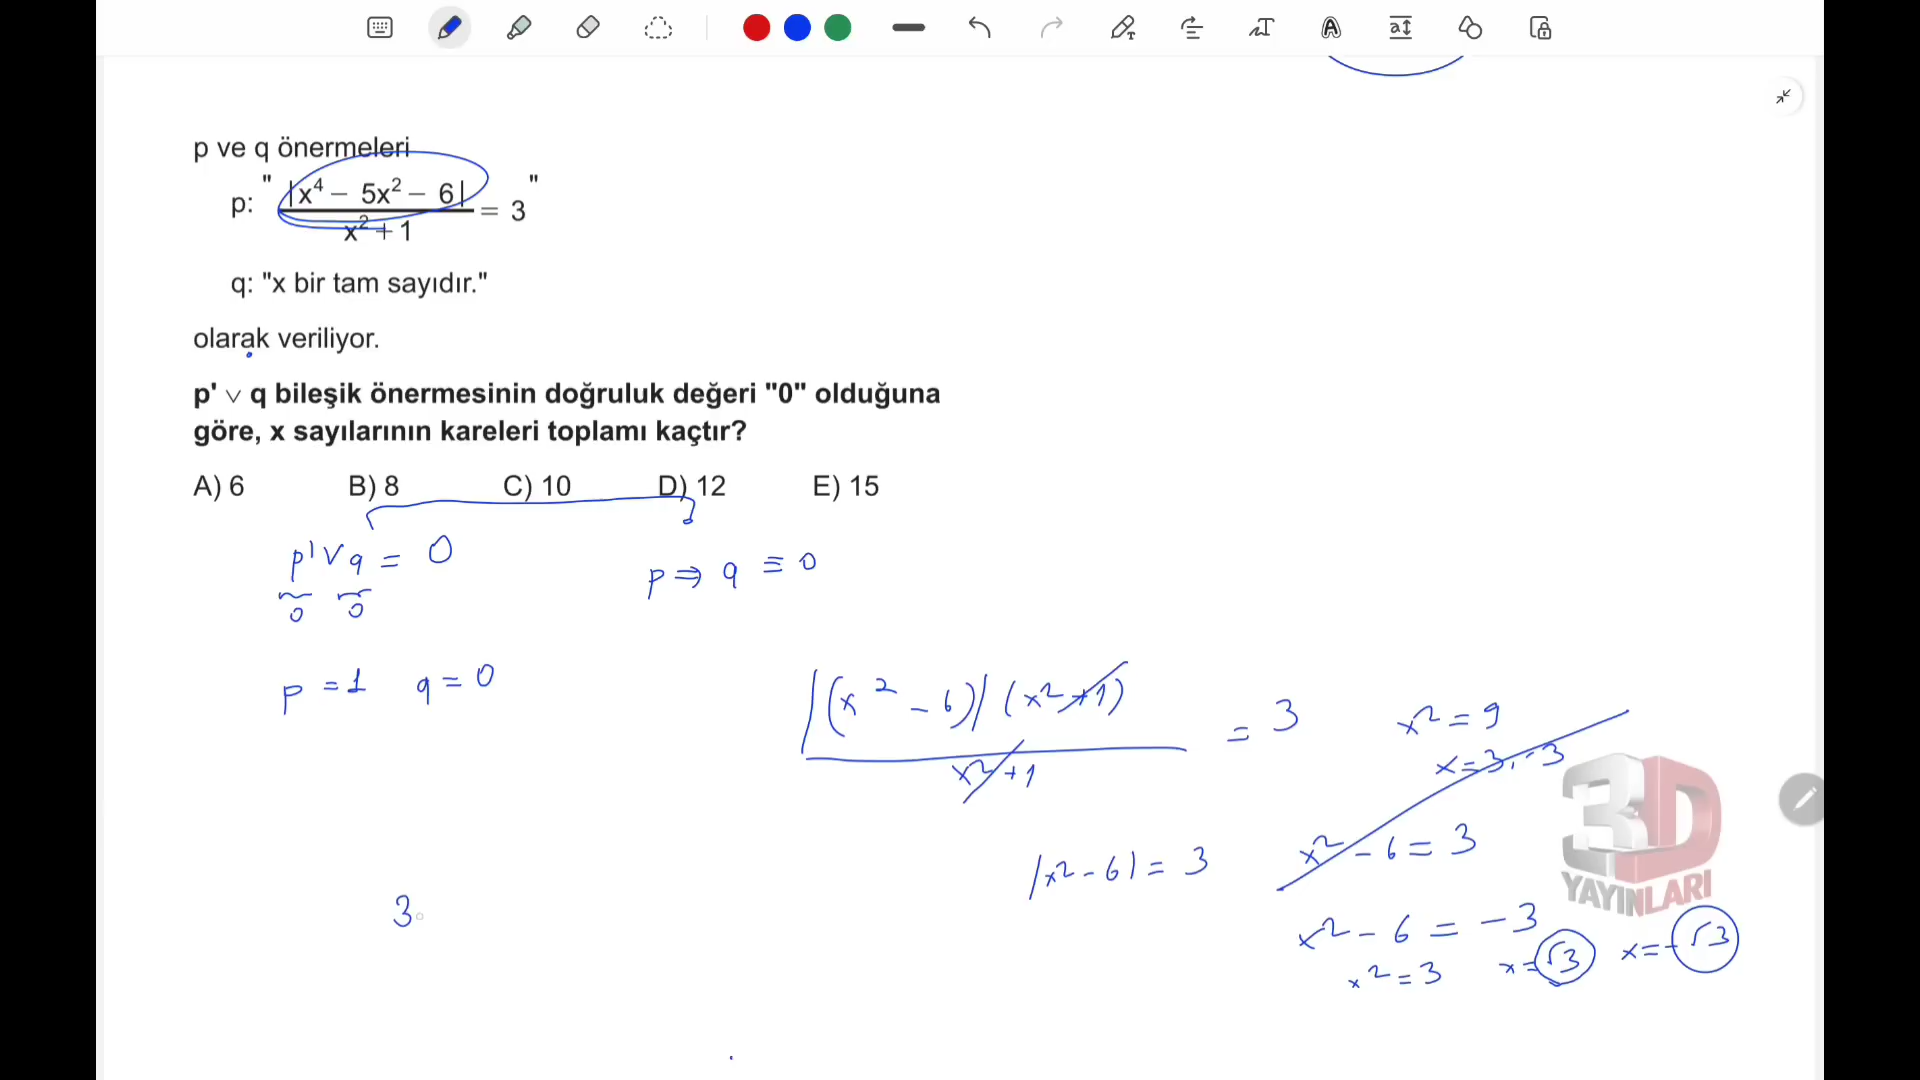 p ve q önermeleri
p: "|x⁴ − 5x² − 6| / x² + 1 = 3"
q: "x bir tam sayıdır."
olarak veriliyor.
p' ∨ q bileşik önermesinin doğruluk değeri "0" olduğuna
göre, x sayılarının kareleri toplamı kaçtır?
A) 6 B) 8 C) 10 D) 12 E) 15
p' ∨ q = 0
0 0
p ⇒ q ≡ 0
p = 1 q = 0
|(x² − 6)| (x² + 1) / x² + 1 = 3
x² = 9
x = 3, −3
|x² − 6| = 3
x² − 6 = 3
x² − 6 = −3
x² = 3 x = √3 x = −√3
3
3D
YAYINLARI